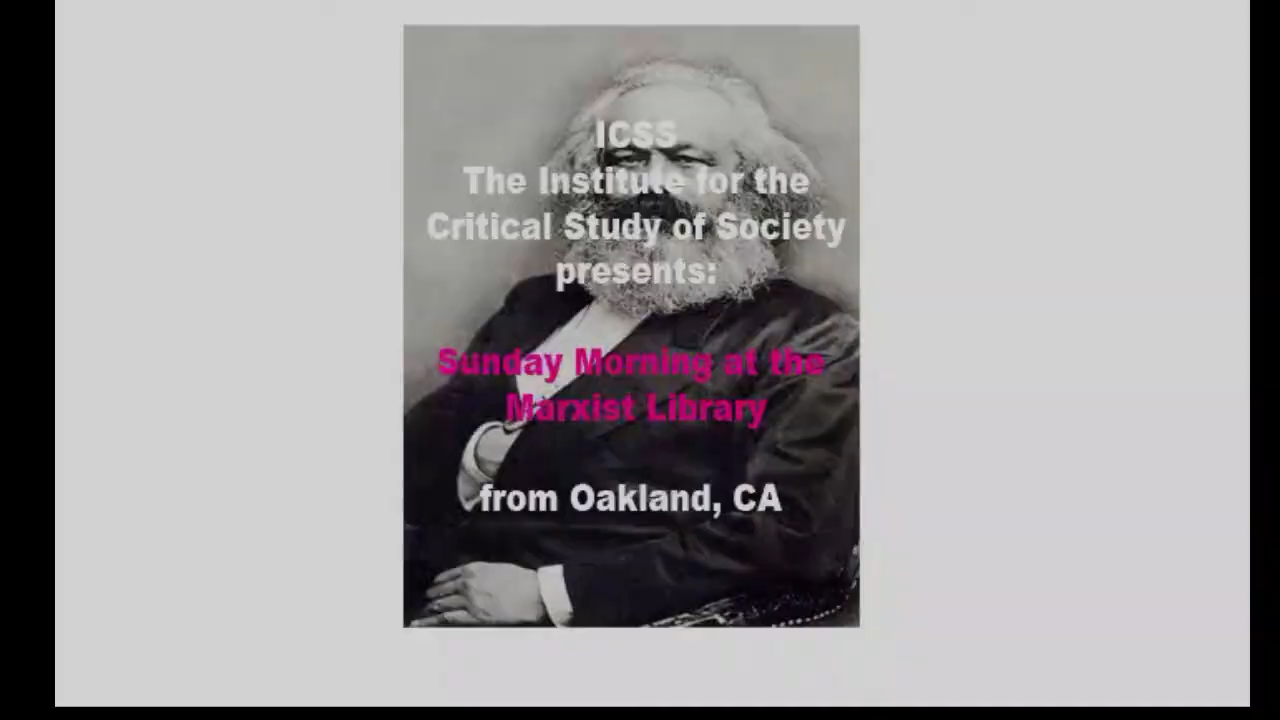 ICSS
The Institute for the
Critical Study of Society
presents:
Sunday Morning at the
Marxist Library
from Oakland, CA